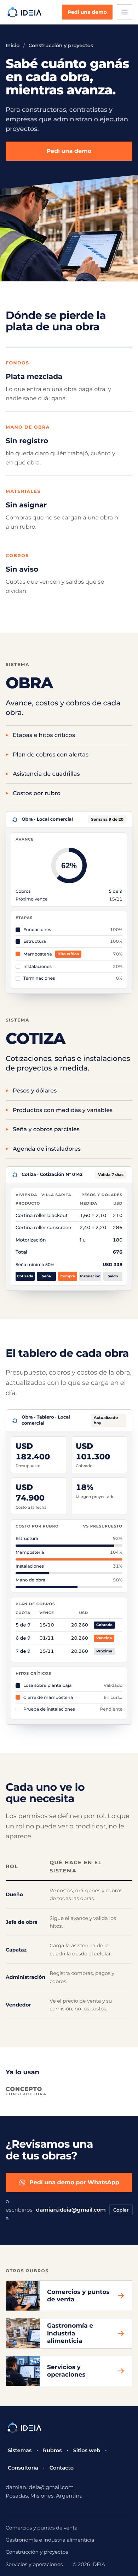 IDEIA
Pedí una demo
Inicio / Construcción y proyectos
Sabé cuánto ganás
en cada obra,
mientras avanza.
Para constructoras, contratistas y
empresas que administran o ejecutan
proyectos.
Pedí una demo
Dónde se pierde la
plata de una obra
FONDOS
Plata mezclada
Lo que entra en una obra paga otra, y
nadie sabe cuál gana.
MANO DE OBRA
Sin registro
No queda claro quién trabajó, cuánto y
en qué obra.
MATERIALES
Sin asignar
Compras que no se cargan a una obra ni
a un rubro.
COBROS
Sin aviso
Cuotas que vencen y saldos que se
olvidan.
SISTEMA
OBRA
Avance, costos y cobros de cada
obra.
Etapas e hitos críticos
Plan de cobros con alertas
Asistencia de cuadrillas
Costos por rubro
Obra · Local comercial Semana 9 de 20
AVANCE
62%
Cobros 5 de 9
Próximo vence 15/11
ETAPAS
Fundaciones 100%
Estructura 100%
Mampostería Hito crítico 70%
Instalaciones 20%
Terminaciones 0%
SISTEMA
COTIZA
Cotizaciones, señas e instalaciones
de proyectos a medida.
Pesos y dólares
Productos con medidas y variables
Seña y cobros parciales
Agenda de instaladores
Cotiza · Cotización N° 0142 Válida 7 días
VIVIENDA · VILLA SARITA PESOS Y DÓLARES
PRODUCTO MEDIDA USD
Cortina roller blackout 1,60 × 2,10 210
Cortina roller sunscreen 2,40 × 2,20 286
Motorización 1 u 180
Total 676
Seña mínima 50% USD 338
Cotizada Seña Compra Instalación Saldo
El tablero de cada obra
Presupuesto, cobros y costo de la obra,
actualizados con lo que se carga en el
día.
Obra · Tablero · Local
comercial
Actualizado
hoy
USD
182.400
Presupuesto
USD
101.300
Cobrado
USD
74.900
Costo a la fecha
18%
Margen proyectado
COSTO POR RUBRO VS PRESUPUESTO
Estructura 92%
Mampostería 104%
Instalaciones 31%
Mano de obra 58%
PLAN DE COBROS
CUOTA VENCE USD
5 de 9 15/10 20.260 Cobrada
6 de 9 01/11 20.260 Vencida
7 de 9 15/11 20.260 Próxima
HITOS CRÍTICOS
Losa sobre planta baja Validado
Cierre de mampostería En curso
Prueba de instalaciones Pendiente
Cada uno ve lo
que necesita
Los permisos se definen por rol. Lo que
un rol no puede ver o modificar, no le
aparece.
ROL QUÉ HACE EN EL
SISTEMA
Dueño Ve costos, márgenes y cobros
de todas las obras.
Jefe de obra Sigue el avance y valida los
hitos.
Capataz Carga la asistencia de la
cuadrilla desde el celular.
Administración Registra compras, pagos y
cobros.
Vendedor Ve el precio de venta y su
comisión, no los costos.
Ya lo usan
CONCEPTO
CONSTRUCTORA
¿Revisamos una
de tus obras?
Pedí una demo por WhatsApp
o
escribinos
a
damian.ideia@gmail.com Copiar
OTROS RUBROS
Comercios y puntos
de venta
Gastronomía e
industria
alimenticia
Servicios y
operaciones
IDEIA
Sistemas · Rubros · Sitios web ·
Consultoría · Contacto
damian.ideia@gmail.com
Posadas, Misiones, Argentina
Comercios y puntos de venta
Gastronomía e industria alimenticia
Construcción y proyectos
Servicios y operaciones © 2026 IDEIA